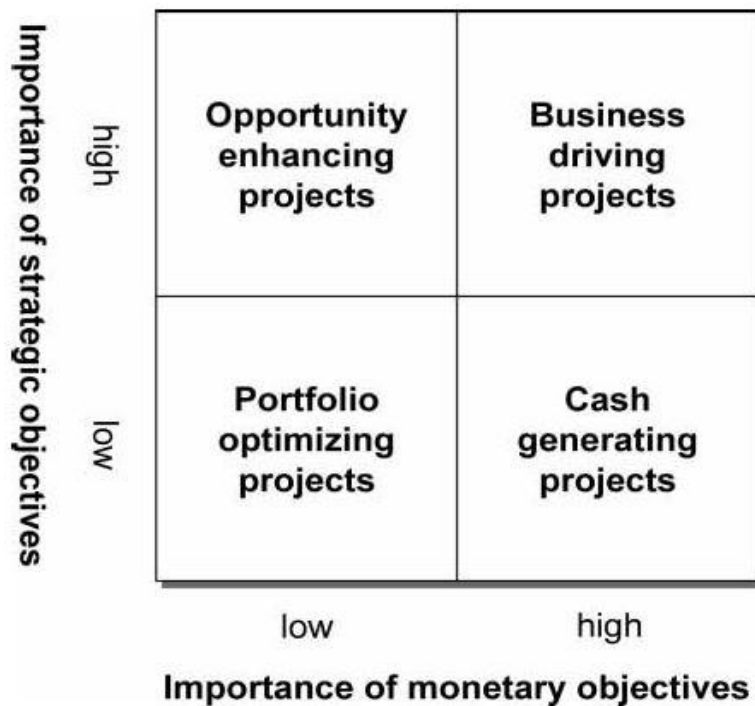 Importance of strategic objectives
high
low
Opportunity
enhancing
projects
Business
driving
projects
Portfolio
optimizing
projects
Cash
generating
projects
low
high
Importance of monetary objectives